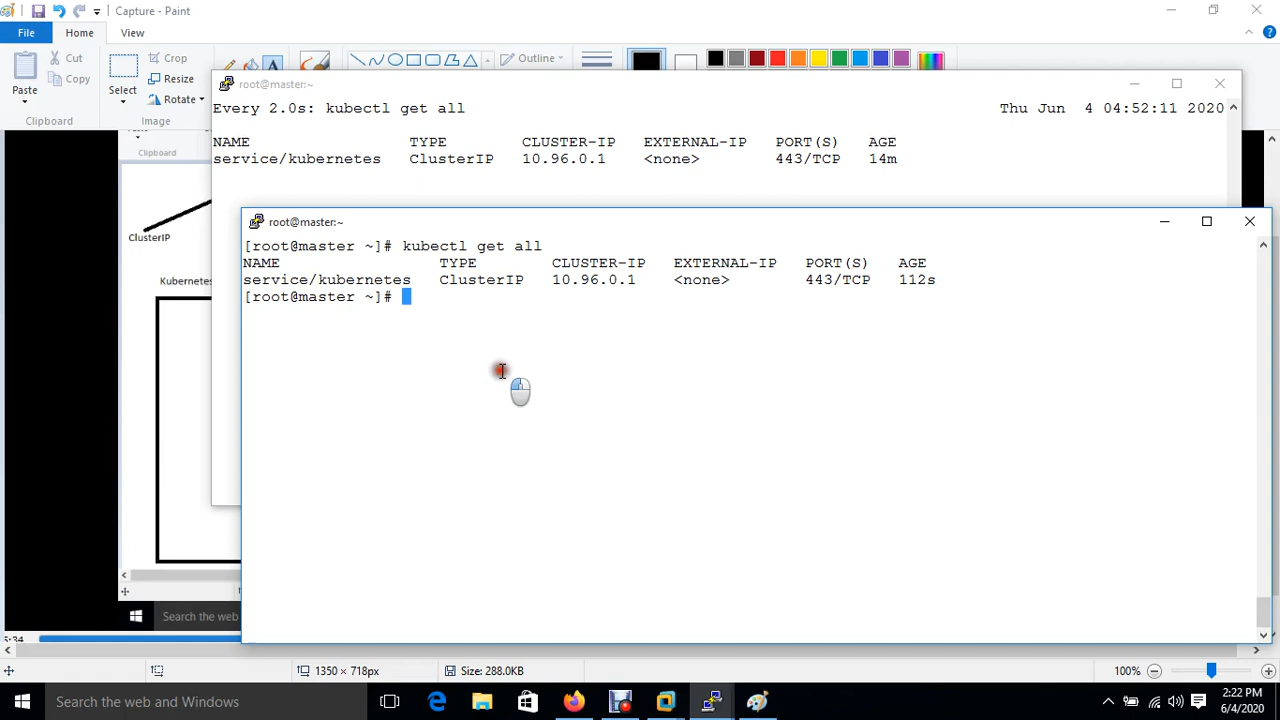 Capture - Paint
File Home View
Paste
Cut
Copy
Clipboard
Select
Crop
Resize
Rotate
Image
Outline
Clipboard
ClusterIP
Kubernetes
root@master:~
Every 2.0s: kubectl get all Thu Jun 4 04:52:11 2020
NAME TYPE CLUSTER-IP EXTERNAL-IP PORT(S) AGE
service/kubernetes ClusterIP 10.96.0.1 <none> 443/TCP 14m
root@master:~
[root@master ~]# kubectl get all
NAME TYPE CLUSTER-IP EXTERNAL-IP PORT(S) AGE
service/kubernetes ClusterIP 10.96.0.1 <none> 443/TCP 112s
[root@master ~]#
Search the web
5:34
1350 × 718px Size: 288.0KB 100%
Search the web and Windows
2:22 PM
6/4/2020